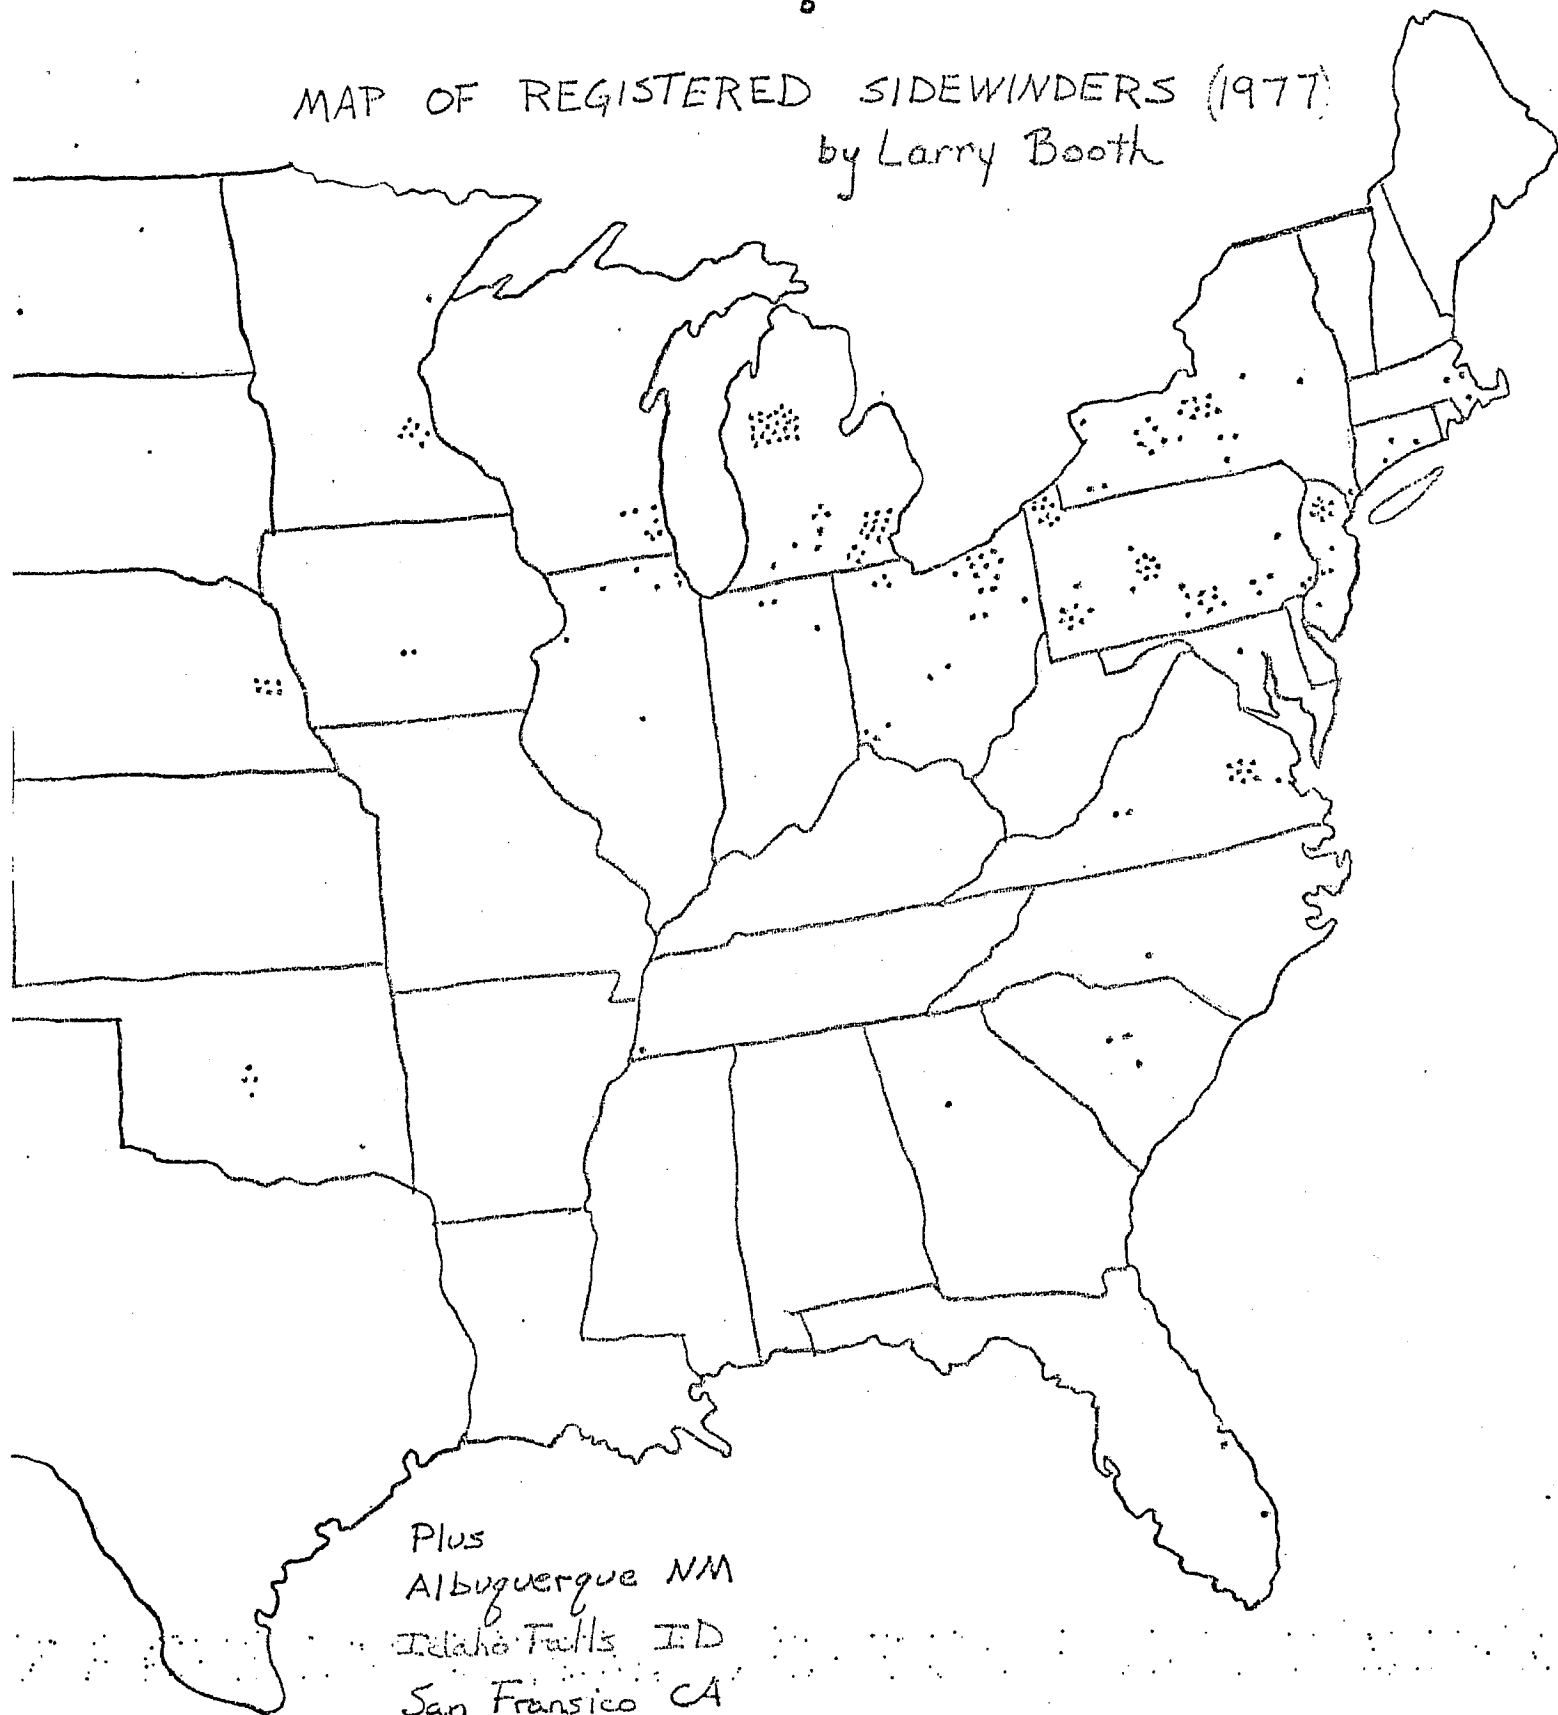 MAP OF REGISTERED SIDEWINDERS (1977)
by Larry Booth
Plus
Albuquerque NM
Idaho Falls ID
San Fransico CA